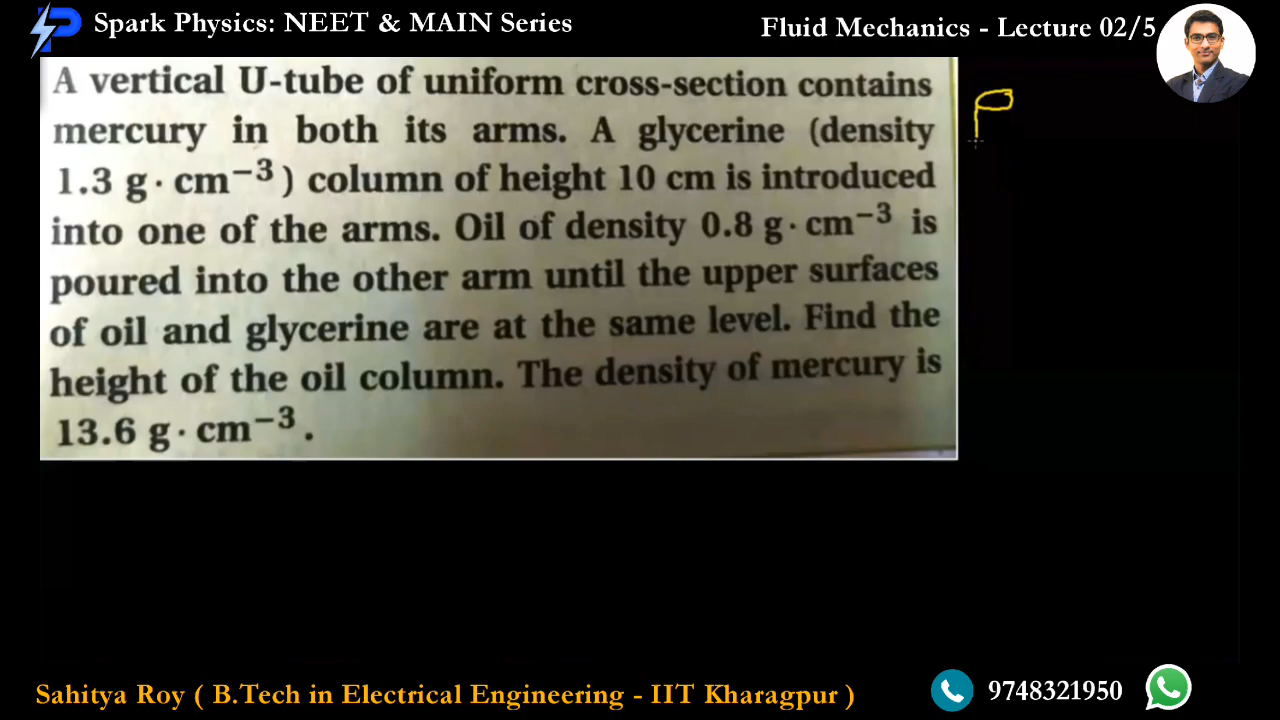 Spark Physics: NEET & MAIN Series
Fluid Mechanics - Lecture 02/5
A vertical U-tube of uniform cross-section contains
mercury in both its arms. A glycerine (density
1.3 g · cm⁻³) column of height 10 cm is introduced
into one of the arms. Oil of density 0.8 g · cm⁻³ is
poured into the other arm until the upper surfaces
of oil and glycerine are at the same level. Find the
height of the oil column. The density of mercury is
13.6 g · cm⁻³.
Sahitya Roy ( B.Tech in Electrical Engineering - IIT Kharagpur )
9748321950